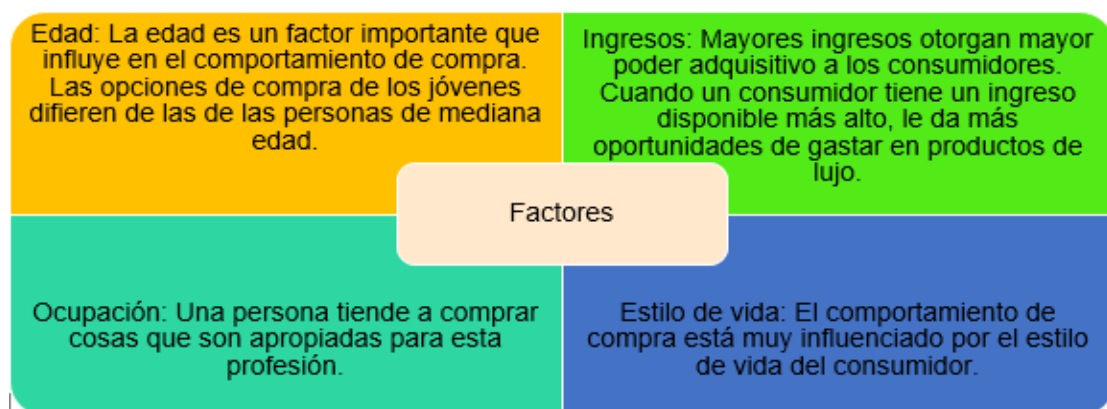 Edad: La edad es un factor importante que
influye en el comportamiento de compra.
Las opciones de compra de los jóvenes
difieren de las de las personas de mediana
edad.
Ingresos: Mayores ingresos otorgan mayor
poder adquisitivo a los consumidores.
Cuando un consumidor tiene un ingreso
disponible más alto, le da más
oportunidades de gastar en productos de
lujo.
Factores
Ocupación: Una persona tiende a comprar
cosas que son apropiadas para esta
profesión.
Estilo de vida: El comportamiento de
compra está muy influenciado por el estilo
de vida del consumidor.